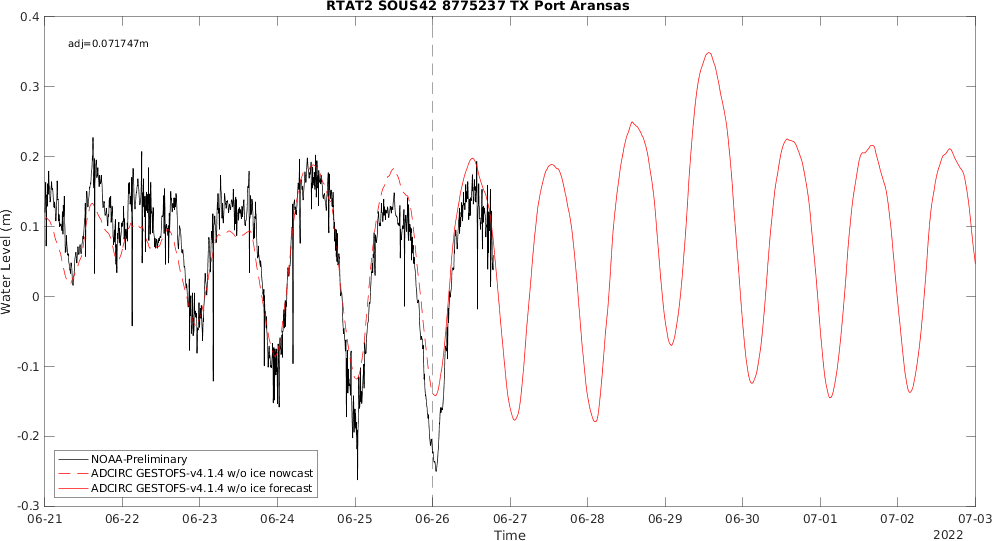 RTAT2 SOUS42 8775237 TX Port Aransas
adj=0.071747m
Water Level (m)
0.4
0.3
0.2
0.1
0
-0.1
-0.2
-0.3
NOAA-Preliminary
ADCIRC GESTOFS-v4.1.4 w/o ice nowcast
ADCIRC GESTOFS-v4.1.4 w/o ice forecast
06-21 06-22 06-23 06-24 06-25 06-26 06-27 06-28 06-29 06-30 07-01 07-02 07-03
Time
2022